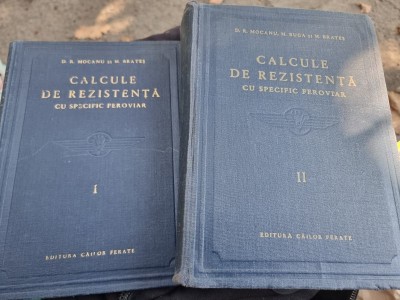 D. R. MOCANU ȘI N. BRATEȘ
CALCULE
DE REZISTENȚĂ
CU SPECIFIC FEROVIAR
I
EDITURA CĂILOR FERATE
D. R. MOCANU, M. BUGA ȘI N. BRATEȘ
CALCULE
DE REZISTENȚĂ
CU SPECIFIC FEROVIAR
II
EDITURA CĂILOR FERATE